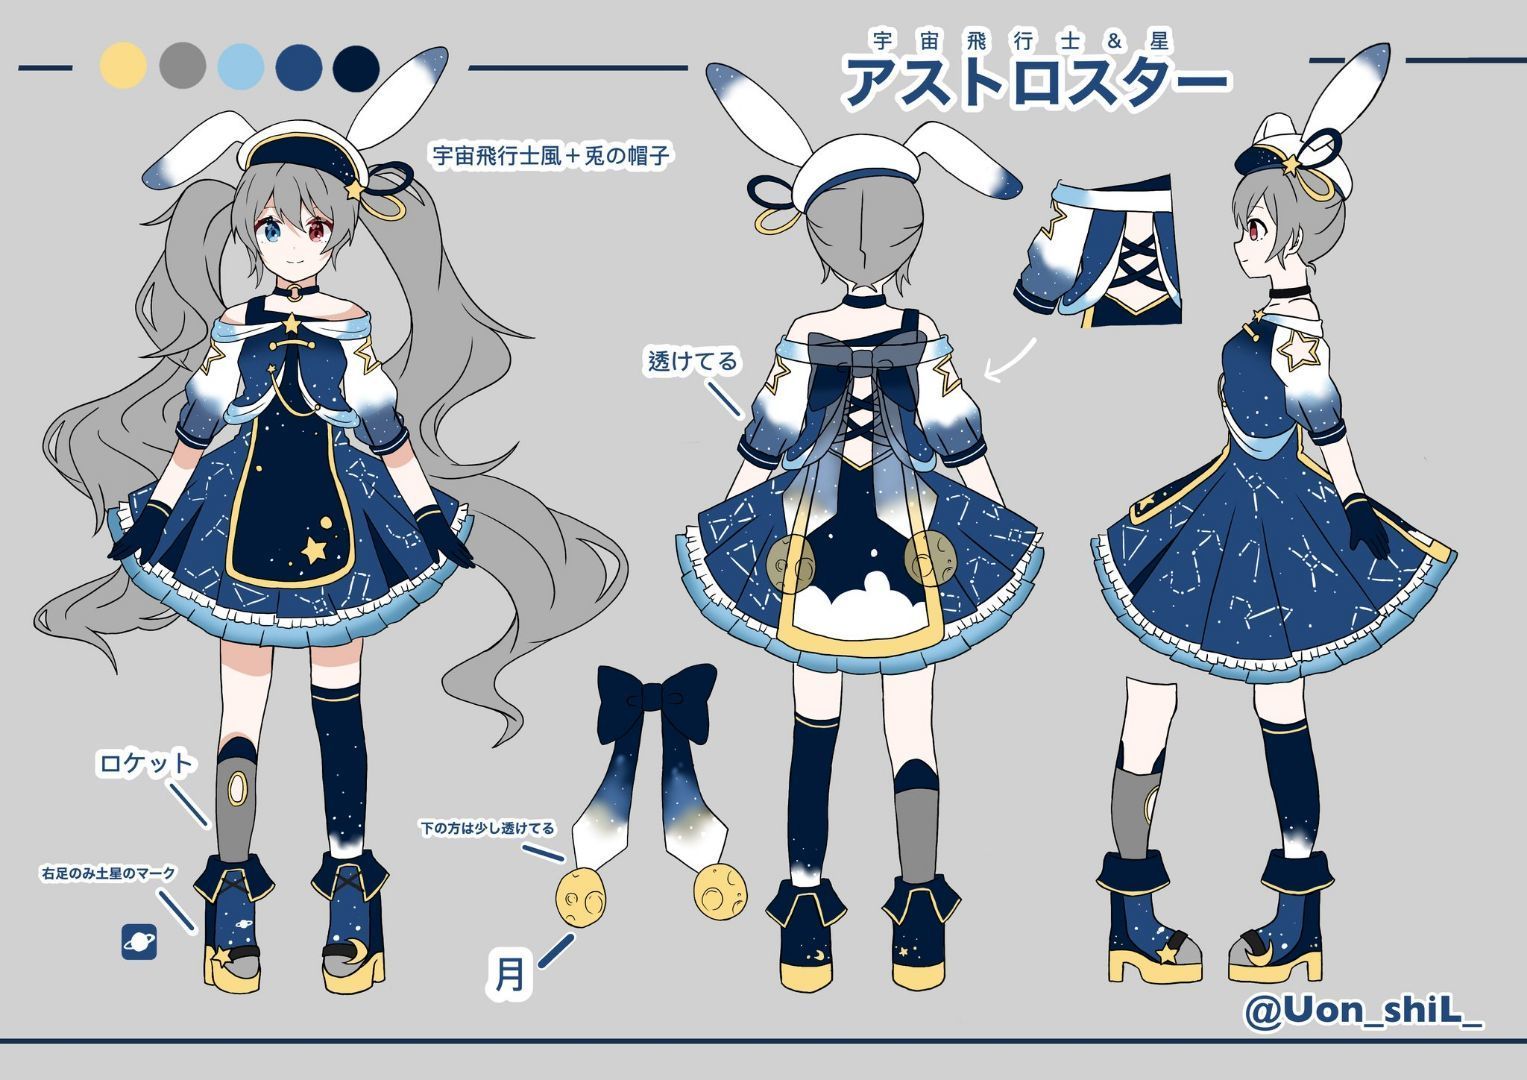 宇宙飛行士&星
アストロスター
宇宙飛行士風+兎の帽子
透けてる
ロケット
下の方は少し透けてる
右足のみ土星のマーク
月
@Uon_shiL_